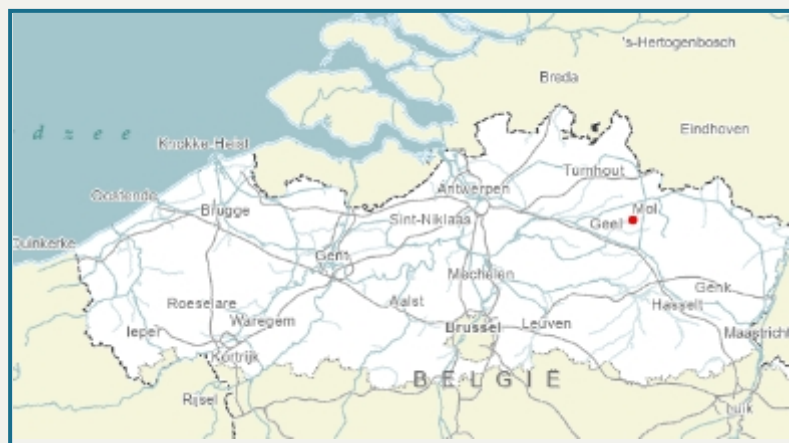 's-Hertogenbosch
Breda
d z e e
Eindhoven
Knokke-Heist
Turnhout
Antwerpen
Oostende
Mol
Brugge
Sint-Niklaas
Geel
Duinkerke
Gent
Mechelen
Genk
Roeselare
Aalst
Hasselt
Waregem
Brussel
Leuven
Ieper
Maastricht
Kortrijk
BELGIË
Rijsel
Luik